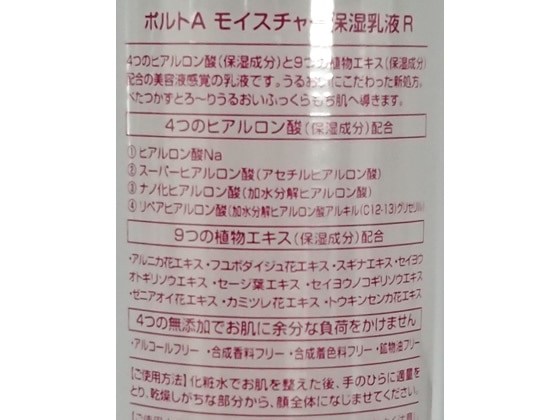 ポルトA モイスチャー保湿乳液R
4つのヒアルロン酸(保湿成分)と9つの植物エキス(保湿成分)
配合の美容液感覚の乳液です。うるおいにこだわった新処方。
べたつかずとろ〜りうるおいふっくらもち肌へ導きます。
4つのヒアルロン酸(保湿成分)配合
① ヒアルロン酸Na
② スーパーヒアルロン酸(アセチルヒアルロン酸)
③ ナノ化ヒアルロン酸(加水分解ヒアルロン酸)
④ リペアヒアルロン酸(加水分解ヒアルロン酸アルキル(C12-13)グリセリル)
9つの植物エキス(保湿成分)配合
・アルニカ花エキス・フユボダイジュ花エキス・スギナエキス・セイヨウ
オトギリソウエキス・セージ葉エキス・セイヨウノコギリソウエキス
・ゼニアオイ花エキス・カミツレ花エキス・トウキンセンカ花エキス
4つの無添加でお肌に余分な負荷をかけません
・アルコールフリー・合成香料フリー・合成着色料フリー・鉱物油フリー
【ご使用方法】化粧水でお肌を整えた後、手のひらに適量を
とり、乾燥しがちな部分から、顔全体になじませてください。